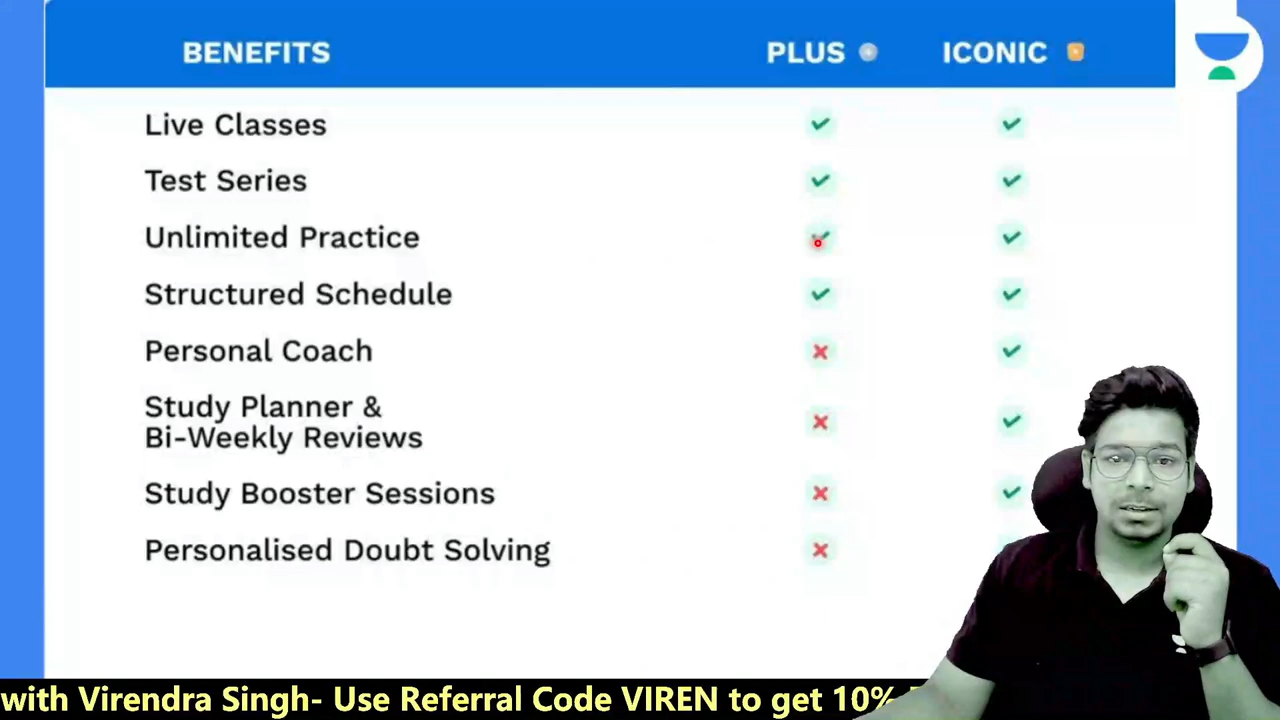 BENEFITS PLUS ICONIC
Live Classes
Test Series
Unlimited Practice
Structured Schedule
Personal Coach
Study Planner &
Bi-Weekly Reviews
Study Booster Sessions
Personalised Doubt Solving
with Virendra Singh- Use Referral Code VIREN to get 10%